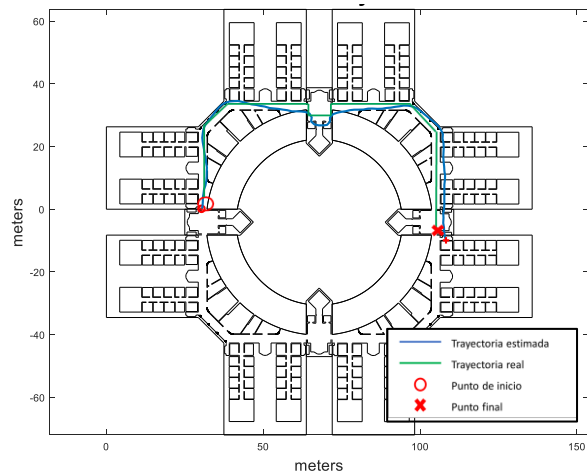 60
40
20
0
-20
-40
-60
meters
0
50
100
150
meters
Trayectoria estimada
Trayectoria real
Punto de inicio
Punto final